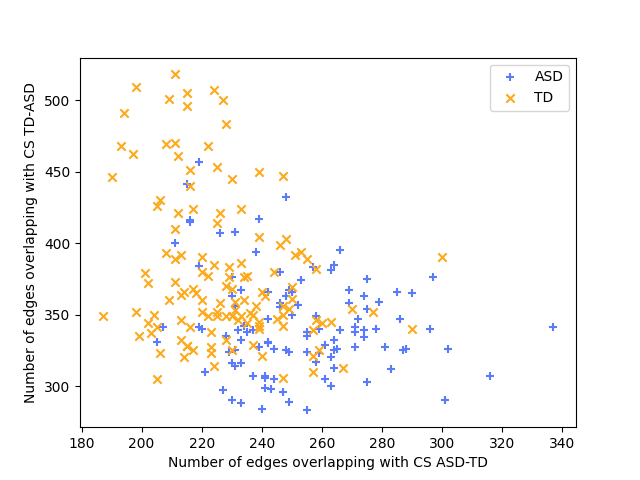 ASD
TD
500
450
400
350
300
Number of edges overlapping with CS TD-ASD
180 200 220 240 260 280 300 320 340
Number of edges overlapping with CS ASD-TD